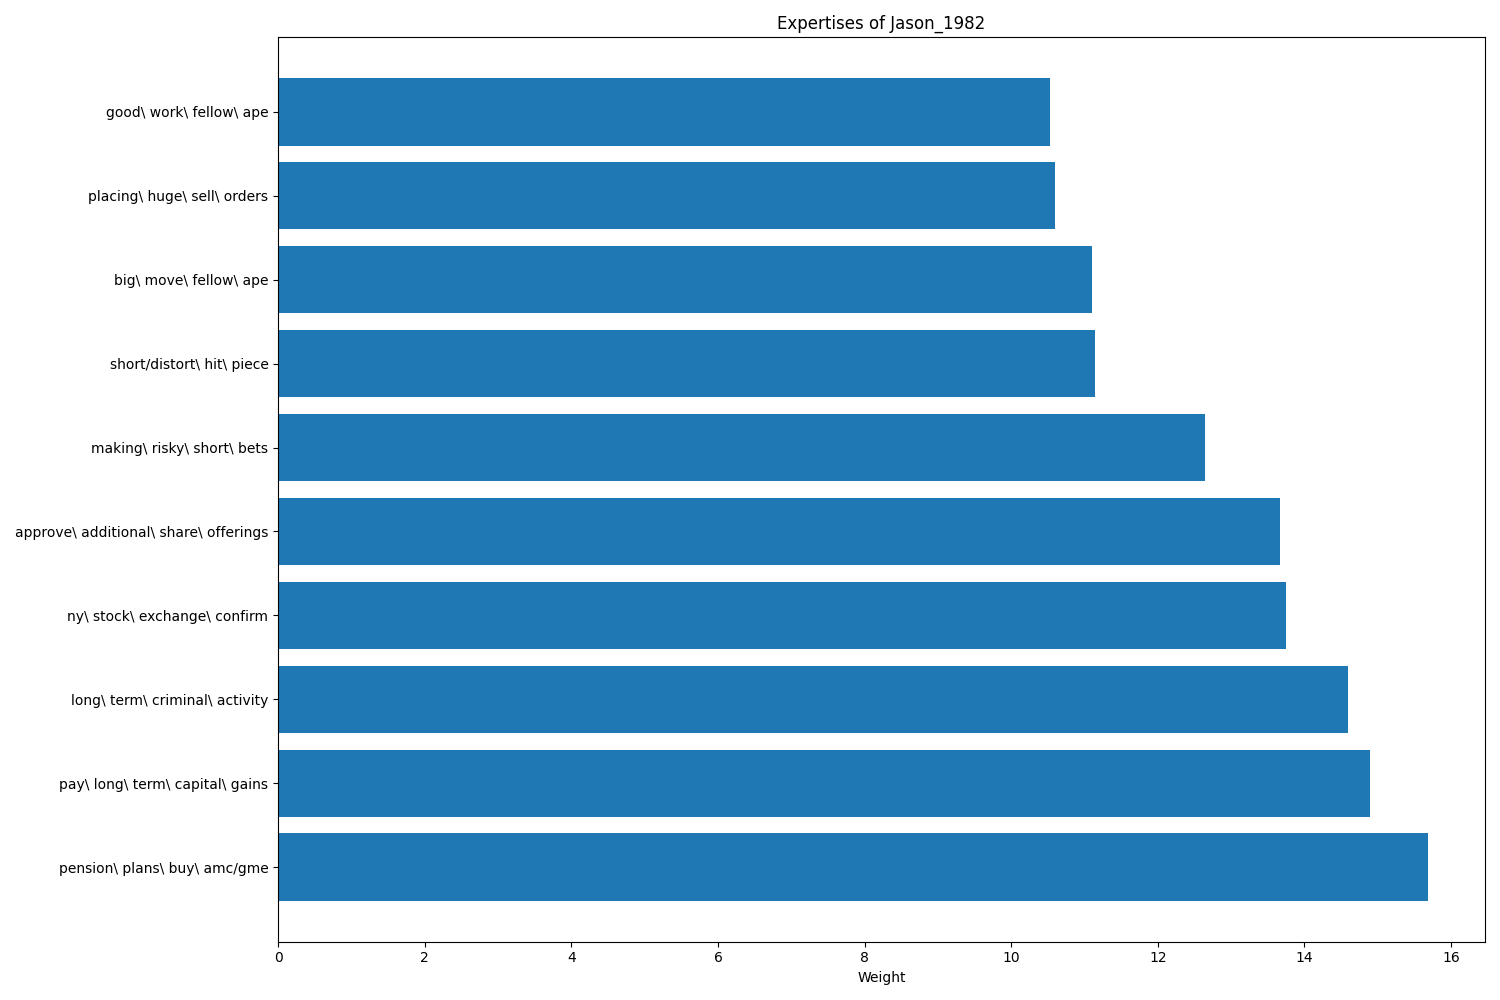 Expertises of Jason_1982
good\ work\ fellow\ ape
placing\ huge\ sell\ orders
big\ move\ fellow\ ape
short/distort\ hit\ piece
making\ risky\ short\ bets
approve\ additional\ share\ offerings
ny\ stock\ exchange\ confirm
long\ term\ criminal\ activity
pay\ long\ term\ capital\ gains
pension\ plans\ buy\ amc/gme
0 2 4 6 8 10 12 14 16
Weight